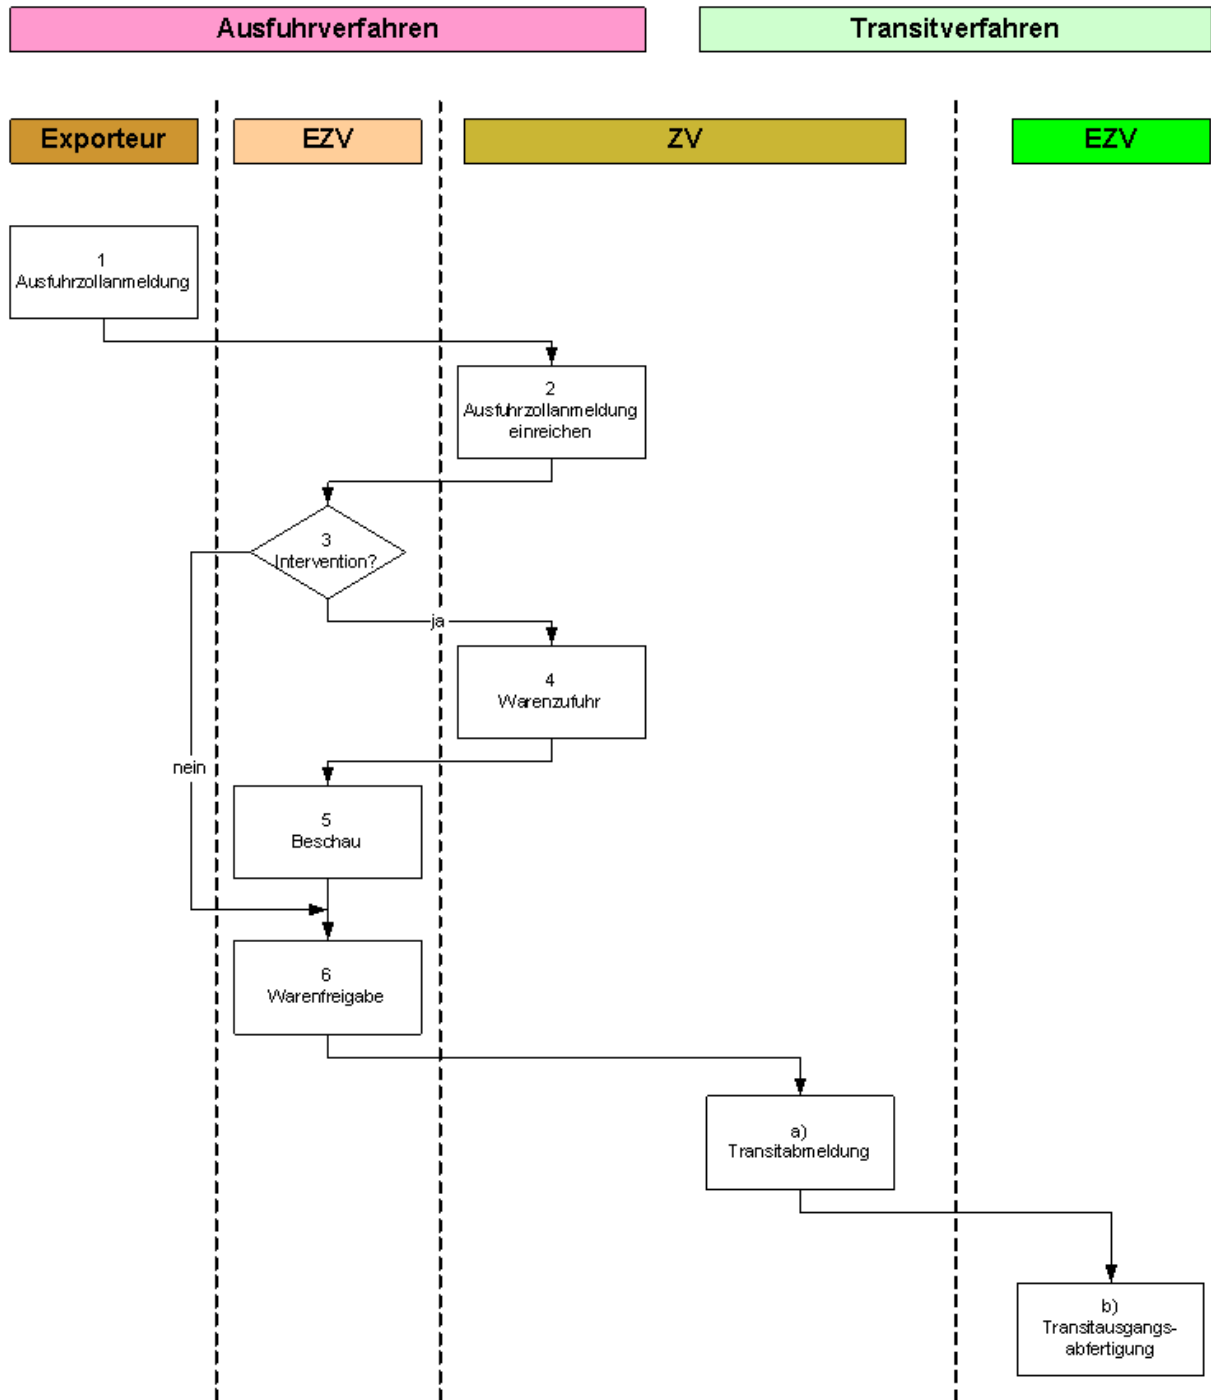 Ausfuhrverfahren
Transitverfahren
Exporteur
EZV
ZV
EZV
1
Ausfuhrzollanmeldung
2
Ausfuhrzollanmeldung
einreichen
3
Intervention?
ja
4
Warenzufuhr
nein
5
Beschau
6
Warenfreigabe
a)
Transitabmeldung
b)
Transitausgangs-
abfertigung